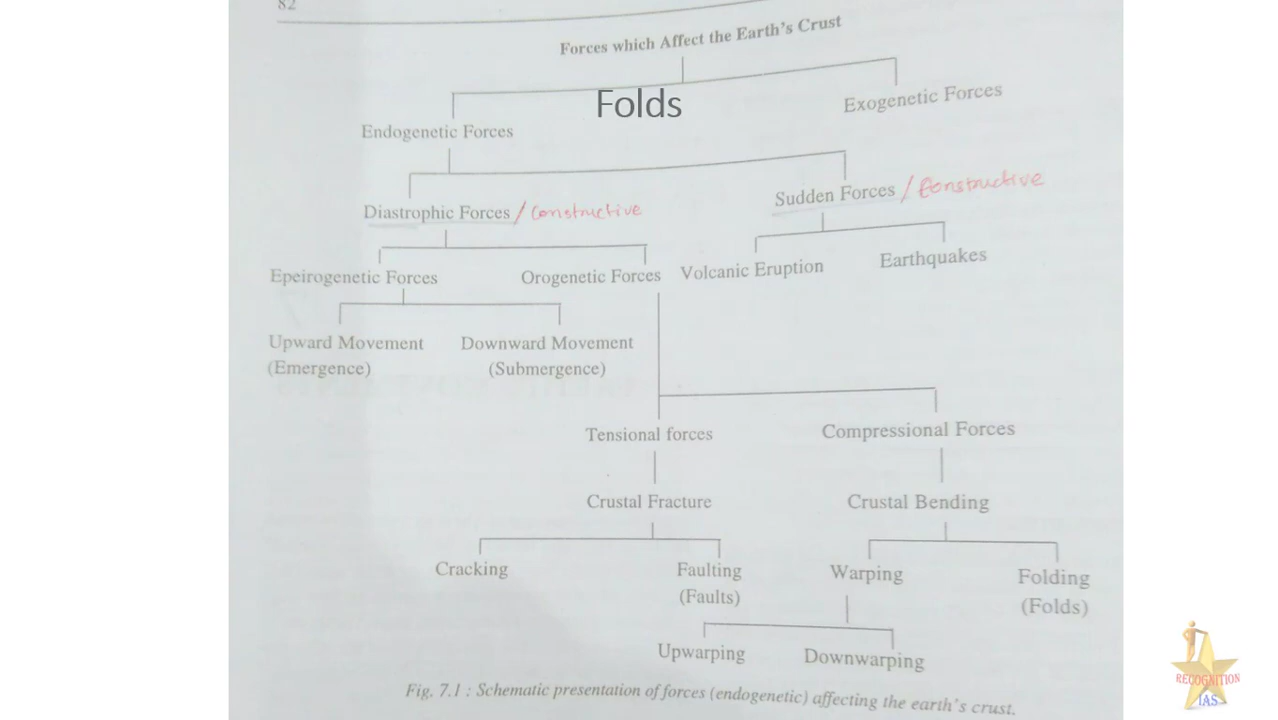 82
Forces which Affect the Earth's Crust
Folds
Endogenetic Forces
Exogenetic Forces
Diastrophic Forces / Constructive
Sudden Forces / Constructive
Epeirogenetic Forces
Orogenetic Forces
Volcanic Eruption
Earthquakes
Upward Movement
(Emergence)
Downward Movement
(Submergence)
Tensional forces
Compressional Forces
Crustal Fracture
Crustal Bending
Cracking
Faulting
(Faults)
Warping
Folding
(Folds)
Upwarping
Downwarping
Fig. 7.1 : Schematic presentation of forces (endogenetic) affecting the earth's crust.
RECOGNITION
IAS